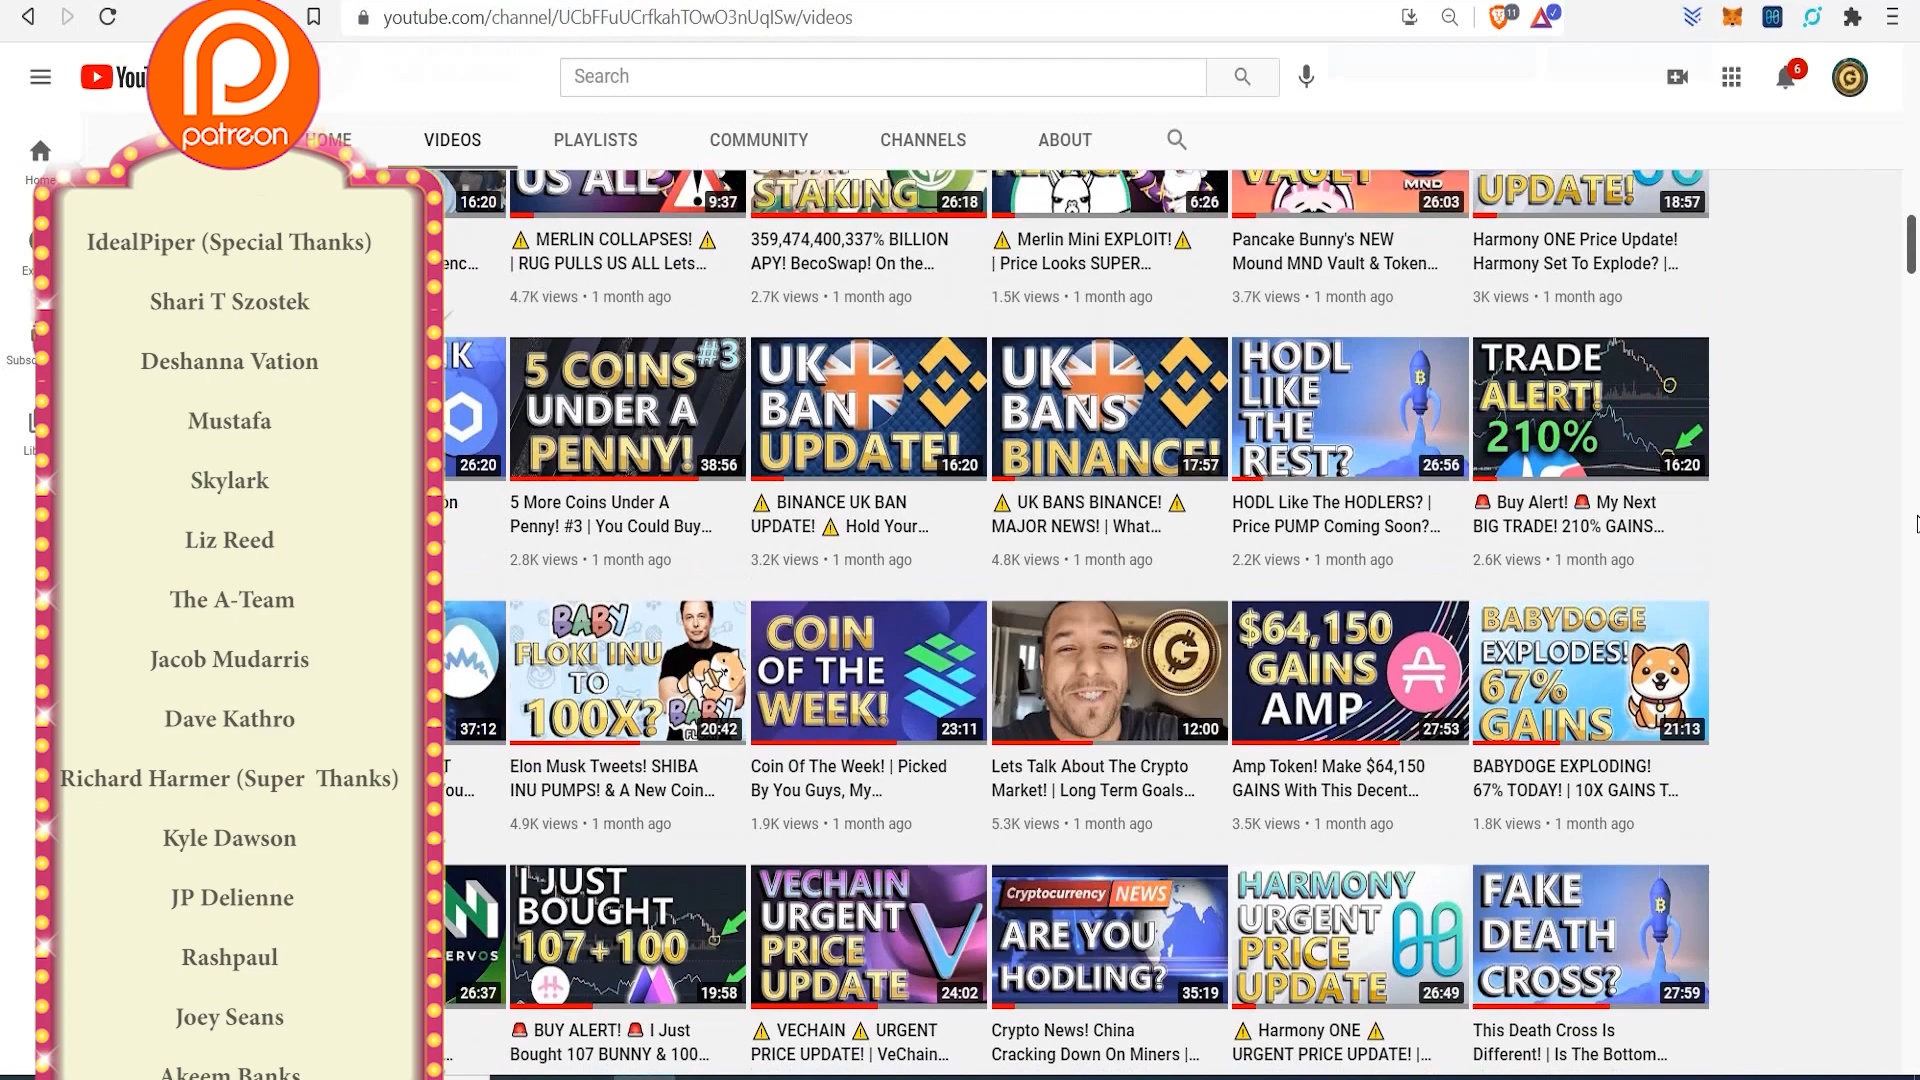 youtube.com/channel/UCbFFuUCrfkahTOwO3nUqISw/videos
11
patreon
Search
6
HOME
VIDEOS
PLAYLISTS
COMMUNITY
CHANNELS
ABOUT
Home
IdealPiper (Special Thanks)
Shari T Szostek
Deshanna Vation
Mustafa
Skylark
Liz Reed
The A-Team
Jacob Mudarris
Dave Kathro
Richard Harmer (Super Thanks)
Kyle Dawson
JP Delienne
Rashpaul
Joey Seans
Akeem Banks
16:20
US ALL
9:37
STAKING
26:18
6:26
VAULT
MND
26:03
UPDATE!
18:57
⚠ MERLIN COLLAPSES! ⚠
| RUG PULLS US ALL Lets...
4.7K views • 1 month ago
359,474,400,337% BILLION
APY! BecoSwap! On the...
2.7K views • 1 month ago
⚠ Merlin Mini EXPLOIT!⚠
| Price Looks SUPER...
1.5K views • 1 month ago
Pancake Bunny's NEW
Mound MND Vault & Token...
3.7K views • 1 month ago
Harmony ONE Price Update!
Harmony Set To Explode? |...
3K views • 1 month ago
26:20
5 COINS #3
UNDER A
PENNY!
38:56
UK
BAN
UPDATE!
16:20
UK
BANS
BINANCE!
17:57
HODL
LIKE
THE
REST?
26:56
TRADE
ALERT!
210%
16:20
5 More Coins Under A
Penny! #3 | You Could Buy...
2.8K views • 1 month ago
⚠ BINANCE UK BAN
UPDATE! ⚠ Hold Your...
3.2K views • 1 month ago
⚠ UK BANS BINANCE! ⚠
MAJOR NEWS! | What...
4.8K views • 1 month ago
HODL Like The HODLERS? |
Price PUMP Coming Soon?...
2.2K views • 1 month ago
🚨 Buy Alert! 🚨 My Next
BIG TRADE! 210% GAINS...
2.6K views • 1 month ago
37:12
BABY
FLOKI INU
TO
100X?
BABY
20:42
COIN
OF THE
WEEK!
23:11
12:00
$64,150
GAINS
AMP
27:53
BABYDOGE
EXPLODES!
67%
GAINS
21:13
Elon Musk Tweets! SHIBA
INU PUMPS! & A New Coin...
4.9K views • 1 month ago
Coin Of The Week! | Picked
By You Guys, My...
1.9K views • 1 month ago
Lets Talk About The Crypto
Market! | Long Term Goals...
5.3K views • 1 month ago
Amp Token! Make $64,150
GAINS With This Decent...
3.5K views • 1 month ago
BABYDOGE EXPLODING!
67% TODAY! | 10X GAINS T...
1.8K views • 1 month ago
ERVOS
26:37
I JUST
BOUGHT
107+100
19:58
VECHAIN
URGENT
PRICE
UPDATE
24:02
Cryptocurrency NEWS
ARE YOU
HODLING?
35:19
HARMONY
URGENT
PRICE
UPDATE
26:49
FAKE
DEATH
CROSS?
27:59
🚨 BUY ALERT! 🚨 I Just
Bought 107 BUNNY & 100...
⚠ VECHAIN ⚠ URGENT
PRICE UPDATE! | VeChain...
Crypto News! China
Cracking Down On Miners |...
⚠ Harmony ONE ⚠
URGENT PRICE UPDATE! |...
This Death Cross Is
Different! | Is The Bottom...